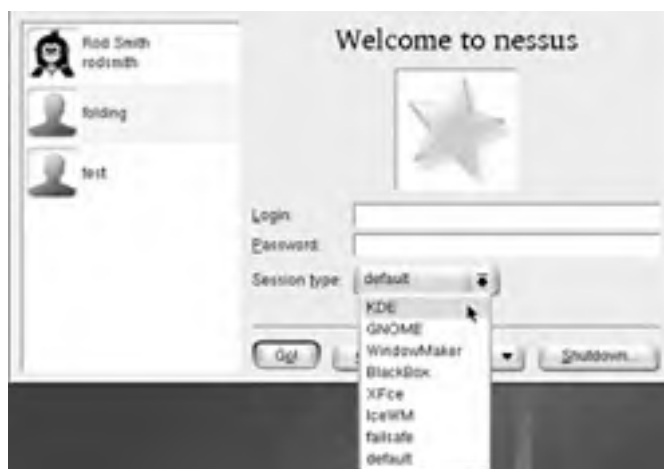 Rod Smith
rodsmith
folding
test
Welcome to nessus
Login:
Password:
Session type: default
KDE
GNOME
WindowMaker
BlackBox
XFce
IceWM
failsafe
default
Go!
Shutdown...